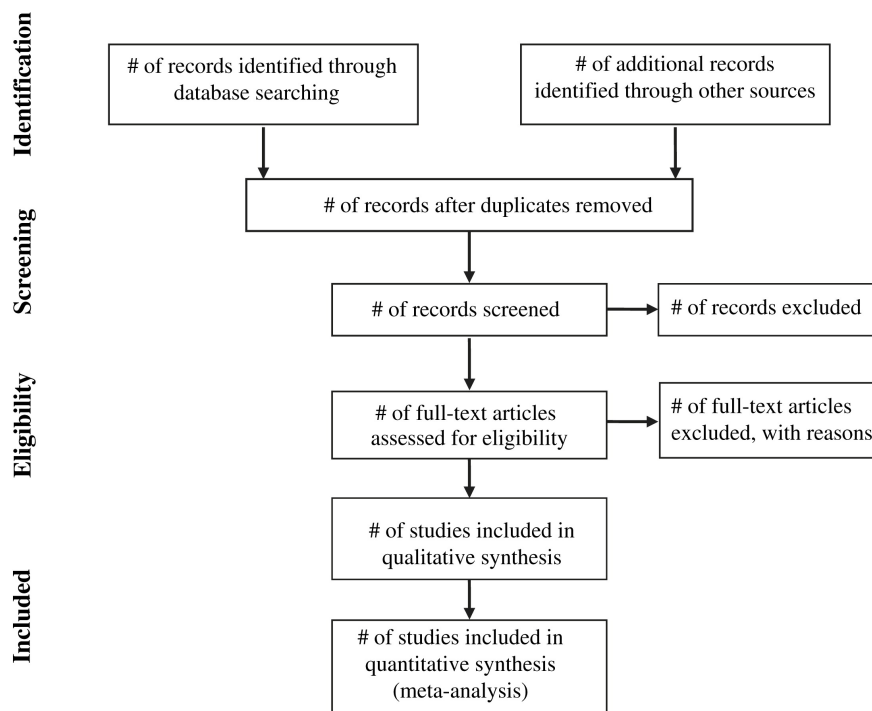 Identification
# of records identified through
database searching
# of additional records
identified through other sources
Screening
# of records after duplicates removed
# of records screened
# of records excluded
Eligibility
# of full-text articles
assessed for eligibility
# of full-text articles
excluded, with reasons
Included
# of studies included in
qualitative synthesis
# of studies included in
quantitative synthesis
(meta-analysis)